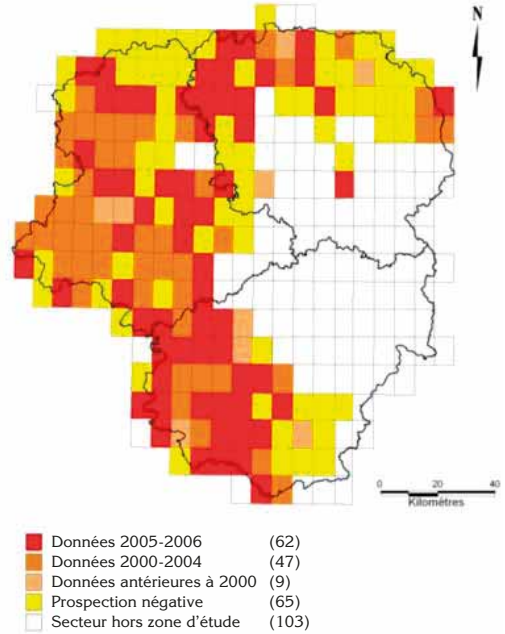 N
0 20 40
Kilomètres
Données 2005-2006 (62)
Données 2000-2004 (47)
Données antérieures à 2000 (9)
Prospection négative (65)
Secteur hors zone d'étude (103)